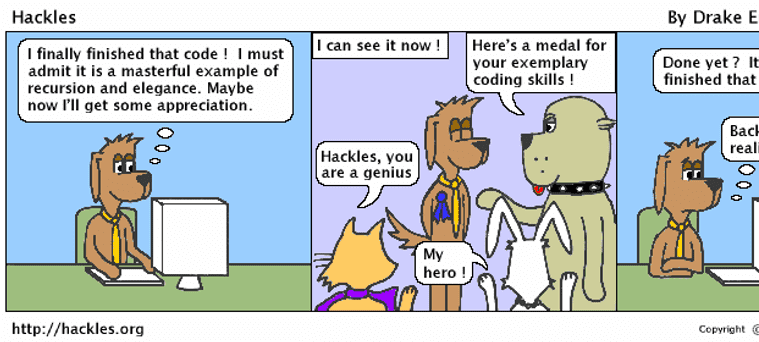 Hackles
By Drake E
I finally finished that code ! I must
admit it is a masterful example of
recursion and elegance. Maybe
now I'll get some appreciation.
I can see it now !
Here's a medal for
your exemplary
coding skills !
Hackles, you
are a genius
My
hero !
Done yet ? It
finished that
Back
reali
http://hackles.org
Copyright ©